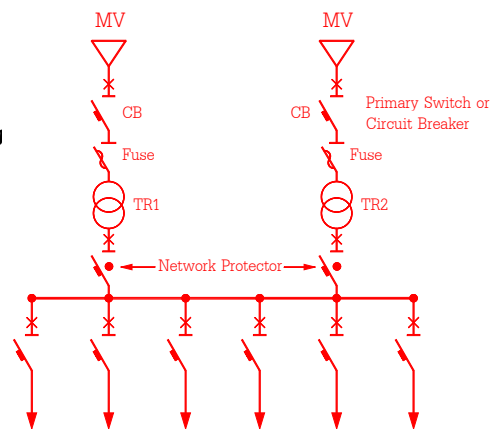 MV MV
CB CB Primary Switch or
Circuit Breaker
Fuse Fuse
TR1 TR2
Network Protector